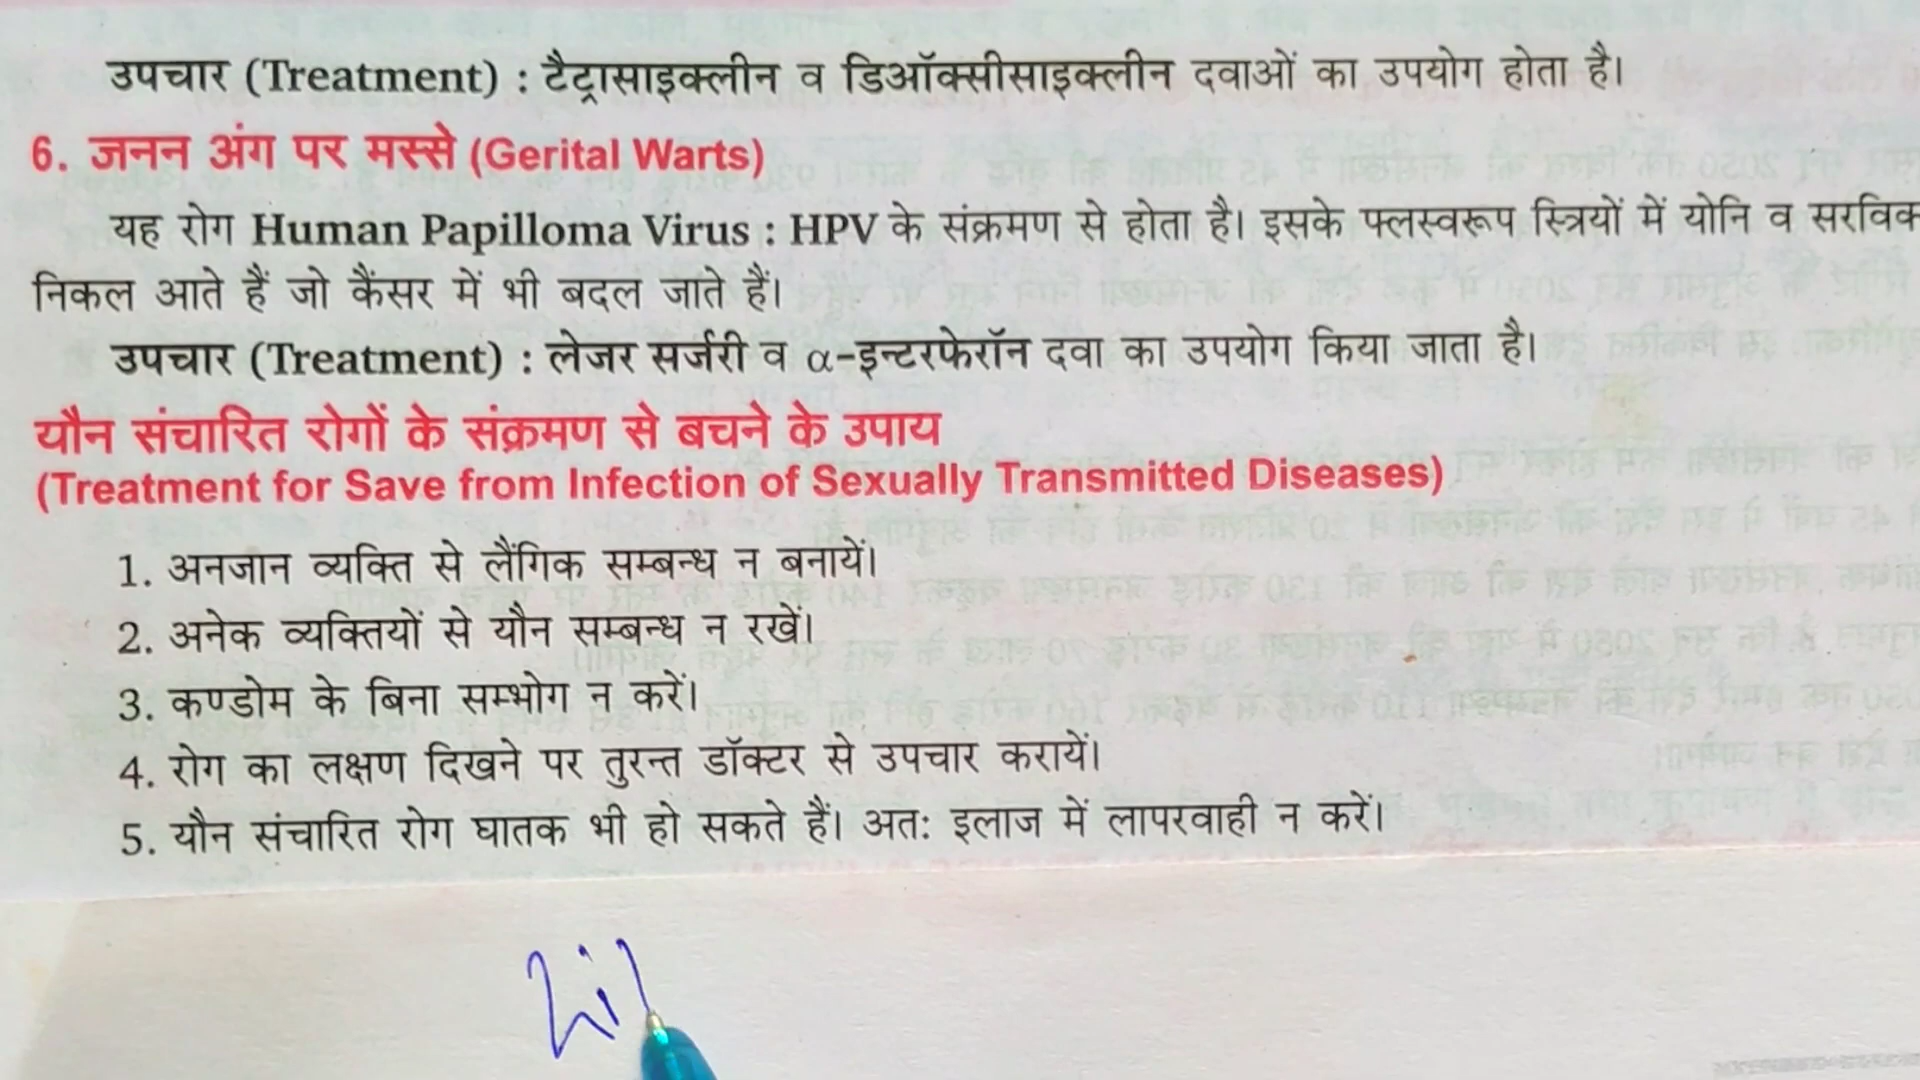 उपचार (Treatment) : टैट्रासाइक्लीन व डिऑक्सीसाइक्लीन दवाओं का उपयोग होता है।
6. जनन अंग पर मस्से (Gerital Warts)
यह रोग Human Papilloma Virus : HPV के संक्रमण से होता है। इसके फ्लस्वरूप स्त्रियों में योनि व सरविक
निकल आते हैं जो कैंसर में भी बदल जाते हैं।
उपचार (Treatment) : लेजर सर्जरी व α-इन्टरफेरॉन दवा का उपयोग किया जाता है।
यौन संचारित रोगों के संक्रमण से बचने के उपाय
(Treatment for Save from Infection of Sexually Transmitted Diseases)
1. अनजान व्यक्ति से लैंगिक सम्बन्ध न बनायें।
2. अनेक व्यक्तियों से यौन सम्बन्ध न रखें।
3. कण्डोम के बिना सम्भोग न करें।
4. रोग का लक्षण दिखने पर तुरन्त डॉक्टर से उपचार करायें।
5. यौन संचारित रोग घातक भी हो सकते हैं। अतः इलाज में लापरवाही न करें।